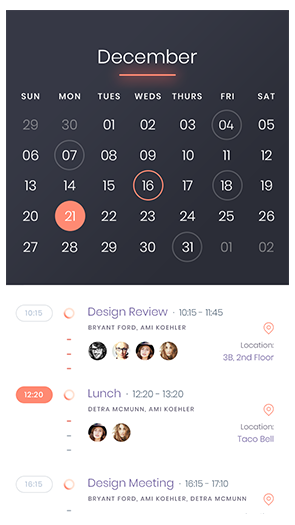 December
SUN MON TUES WEDS THURS FRI SAT
29 30 01 02 03 04 05
06 07 08 09 10 11 12
13 14 15 16 17 18 19
20 21 22 23 24 25 26
27 28 29 30 31 01 02
10:15 Design Review · 10:15 - 11:45
BRYANT FORD, AMI KOEHLER
Location:
3B, 2nd Floor
12:20 Lunch · 12:20 - 13:20
DETRA MCMUNN, AMI KOEHLER
Location:
Taco Bell
16:15 Design Meeting · 16:15 - 17:10
BRYANT FORD, AMI KOEHLER, DETRA MCMUNN